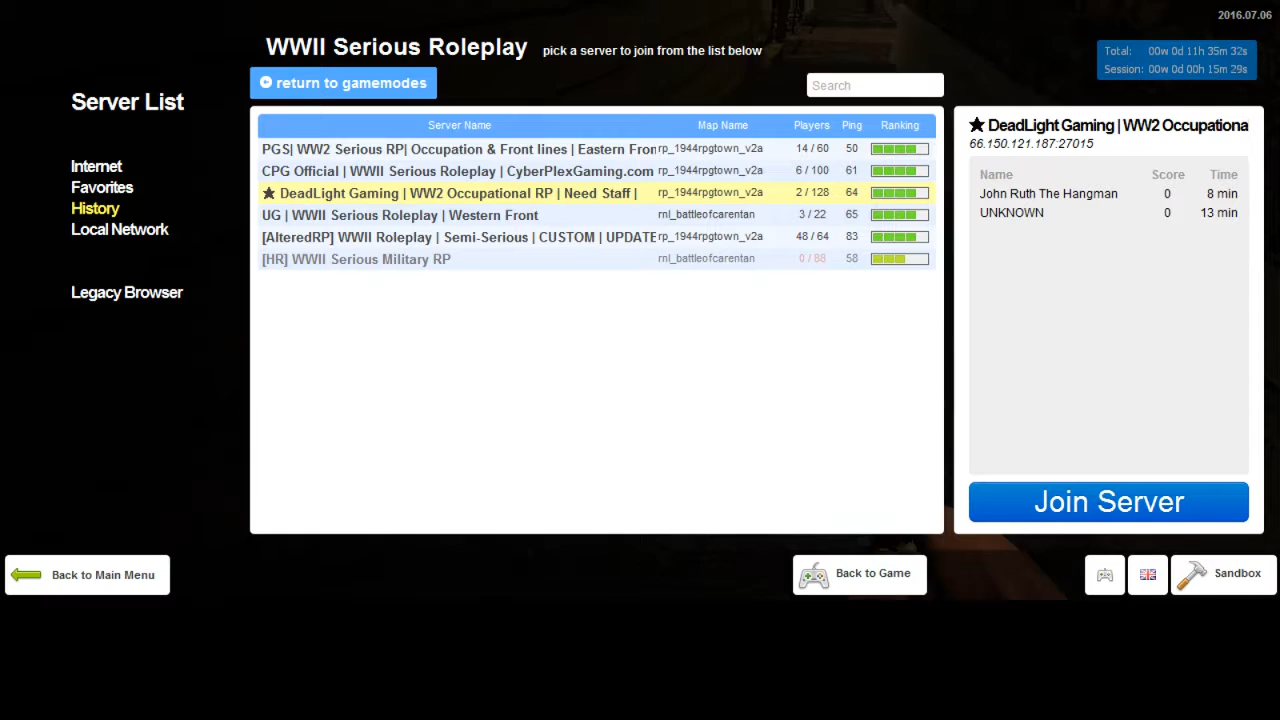 2016.07.06
WWII Serious Roleplay pick a server to join from the list below
Total: 00w 0d 11h 35m 32s
Session: 00w 0d 00h 15m 29s
return to gamemodes
Search
Server List
Internet
Favorites
History
Local Network
Legacy Browser
Server Name Map Name Players Ping Ranking
PGS| WW2 Serious RP| Occupation & Front lines | Eastern Fron rp_1944rpgtown_v2a 14 / 60 50
CPG Official | WWII Serious Roleplay | CyberPlexGaming.com rp_1944rpgtown_v2a 6 / 100 61
DeadLight Gaming | WW2 Occupational RP | Need Staff | rp_1944rpgtown_v2a 2 / 128 64
UG | WWII Serious Roleplay | Western Front rnl_battleofcarentan 3 / 22 65
[AlteredRP] WWII Roleplay | Semi-Serious | CUSTOM | UPDATE rp_1944rpgtown_v2a 48 / 64 83
[HR] WWII Serious Military RP rnl_battleofcarentan 0 / 88 58
DeadLight Gaming | WW2 Occupationa
66.150.121.187:27015
Name Score Time
John Ruth The Hangman 0 8 min
UNKNOWN 0 13 min
Join Server
Back to Main Menu
Back to Game
Sandbox